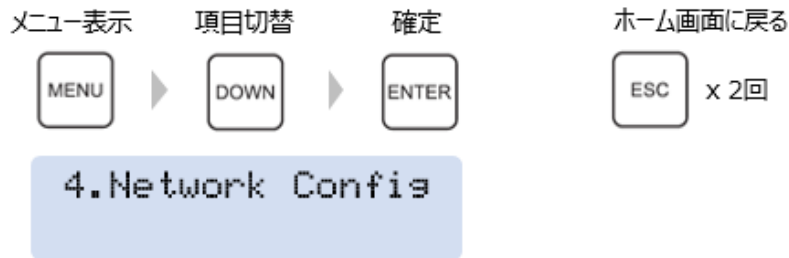 メニュー表示 項目切替 確定 ホーム画面に戻る
MENU DOWN ENTER ESC x 2回
4.Network Config